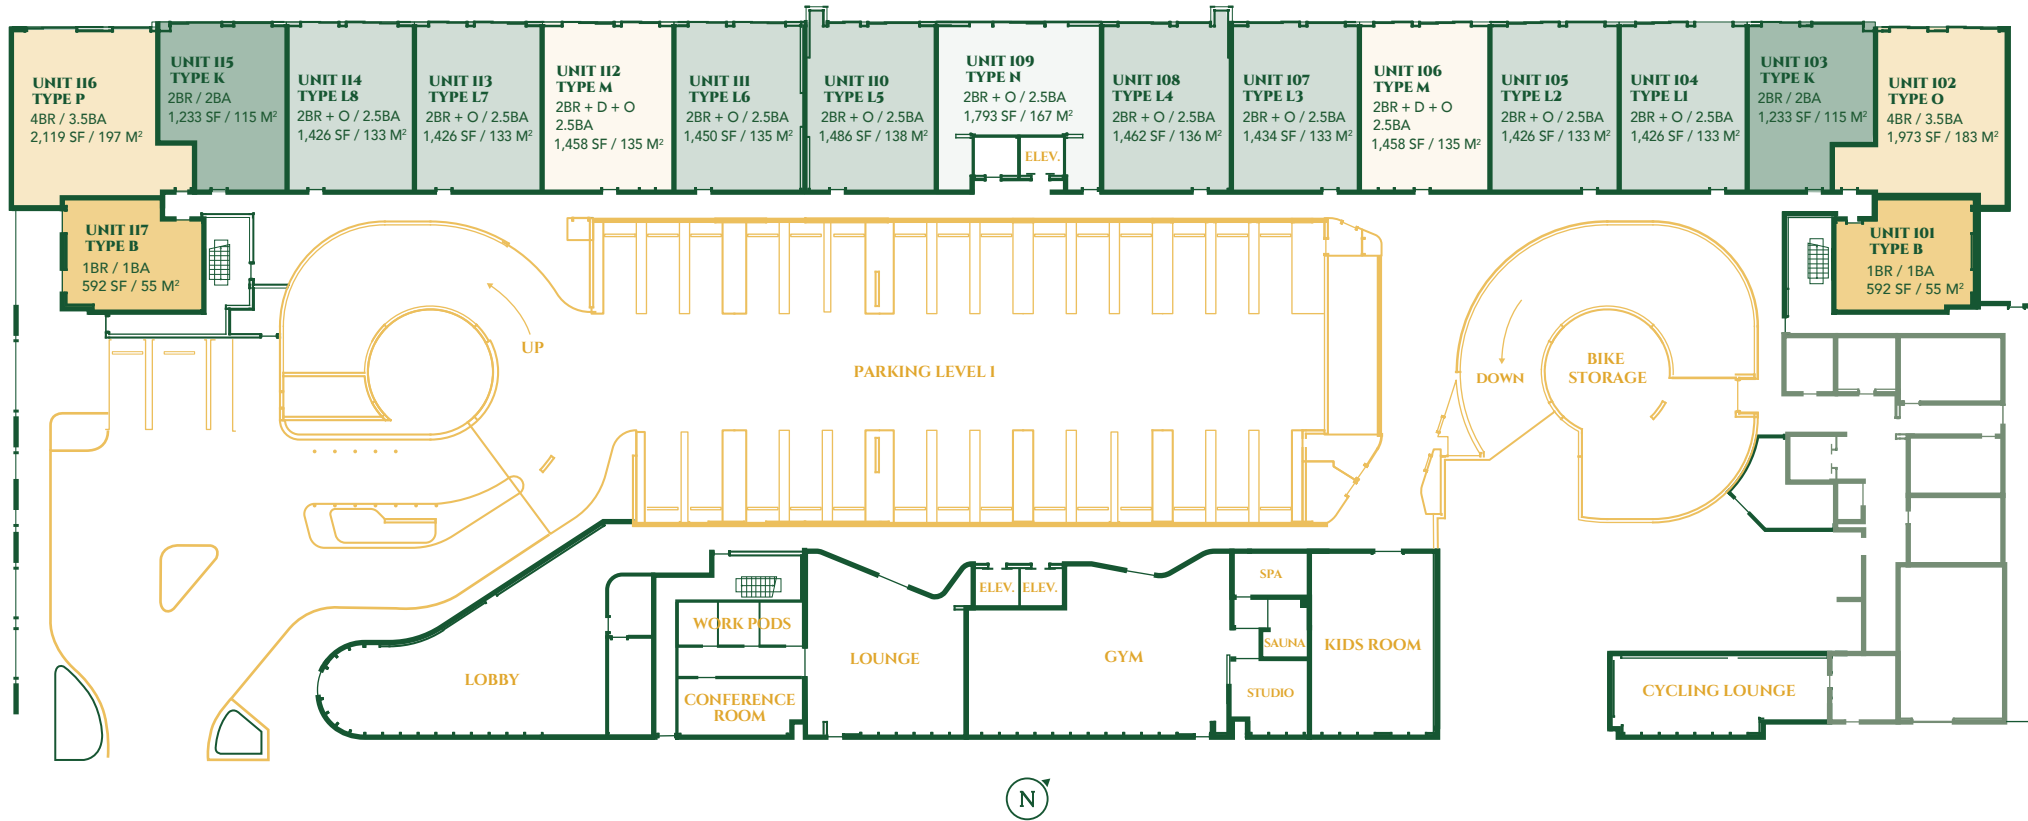 UNIT 116
TYPE P
4BR / 3.5BA
2,119 SF / 197 M²
UNIT 115
TYPE K
2BR / 2BA
1,233 SF / 115 M²
UNIT 114
TYPE L8
2BR + O / 2.5BA
1,426 SF / 133 M²
UNIT 113
TYPE L7
2BR + O / 2.5BA
1,426 SF / 133 M²
UNIT 112
TYPE M
2BR + D + O
2.5BA
1,458 SF / 135 M²
UNIT 111
TYPE L6
2BR + O / 2.5BA
1,450 SF / 135 M²
UNIT 110
TYPE L5
2BR + O / 2.5BA
1,486 SF / 138 M²
UNIT 109
TYPE N
2BR + O / 2.5BA
1,793 SF / 167 M²
ELEV.
UNIT 108
TYPE L4
2BR + O / 2.5BA
1,462 SF / 136 M²
UNIT 107
TYPE L3
2BR + O / 2.5BA
1,434 SF / 133 M²
UNIT 106
TYPE M
2BR + D + O
2.5BA
1,458 SF / 135 M²
UNIT 105
TYPE L2
2BR + O / 2.5BA
1,426 SF / 133 M²
UNIT 104
TYPE L1
2BR + O / 2.5BA
1,426 SF / 133 M²
UNIT 103
TYPE K
2BR / 2BA
1,233 SF / 115 M²
UNIT 102
TYPE O
4BR / 3.5BA
1,973 SF / 183 M²
UNIT 117
TYPE B
1BR / 1BA
592 SF / 55 M²
UNIT 101
TYPE B
1BR / 1BA
592 SF / 55 M²
UP
PARKING LEVEL 1
DOWN
BIKE
STORAGE
LOBBY
WORK PODS
CONFERENCE
ROOM
LOUNGE
ELEV.
ELEV.
GYM
SPA
SAUNA
STUDIO
KIDS ROOM
CYCLING LOUNGE
N